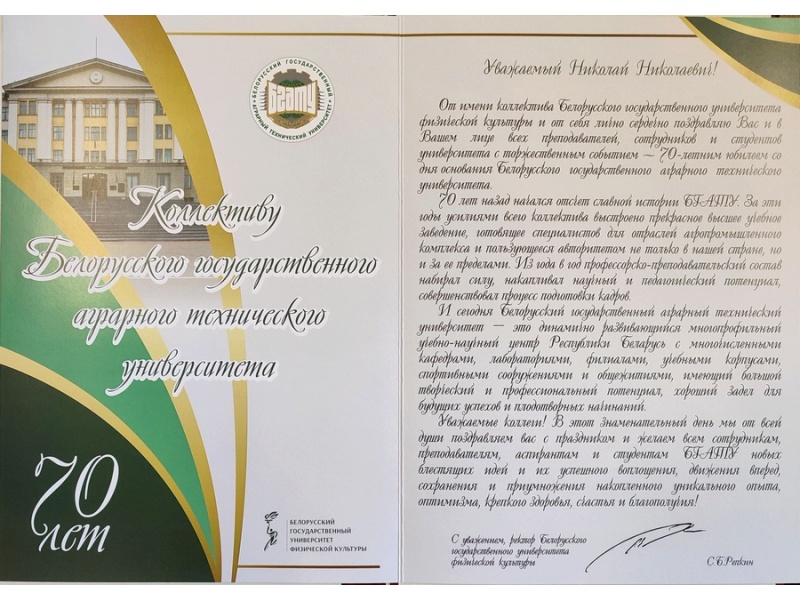 БЕЛОРУССКИЙ ГОСУДАРСТВЕННЫЙ
АГРАРНЫЙ ТЕХНИЧЕСКИЙ УНИВЕРСИТЕТ
БГАТУ
Коллективу
Белорусского государственного
аграрного технического
университета
70
лет
БЕЛОРУССКИЙ
ГОСУДАРСТВЕННЫЙ
УНИВЕРСИТЕТ
ФИЗИЧЕСКОЙ КУЛЬТУРЫ
Уважаемый Николай Николаевич!
От имени коллектива Белорусского государственного университета
физической культуры и от себя лично сердечно поздравляю Вас и в
Вашем лице всех преподавателей, сотрудников и студентов
университета с торжественным событием – 70-летним юбилеем со
дня основания Белорусского государственного аграрного технического
университета.
70 лет назад начался отсчет славной истории БГАТУ. За эти
годы усилиями всего коллектива выстроено прекрасное высшее учебное
заведение, готовящее специалистов для отраслей агропромышленного
комплекса и пользующееся авторитетом не только в нашей стране, но
и за ее пределами. Из года в год профессорско-преподавательский состав
набирал силу, накапливал научный и педагогический потенциал,
совершенствовал процесс подготовки кадров.
И сегодня Белорусский государственный аграрный технический
университет – это динамично развивающийся многопрофильный
учебно-научный центр Республики Беларусь с многочисленными
кафедрами, лабораториями, филиалами, учебными корпусами,
спортивными сооружениями и общежитиями, имеющий большой
творческий и профессиональный потенциал, хороший задел для
будущих успехов и плодотворных начинаний.
Уважаемые коллеги! В этот знаменательный день мы от всей
души поздравляем вас с праздником и желаем всем сотрудникам,
преподавателям, аспирантам и студентам БГАТУ новых
блестящих идей и их успешного воплощения, движения вперед,
сохранения и приумножения накопленного уникального опыта,
оптимизма, крепкого здоровья, счастья и благополучия!
С уважением, ректор Белорусского
государственного университета
физической культуры
С.Б.Репкин